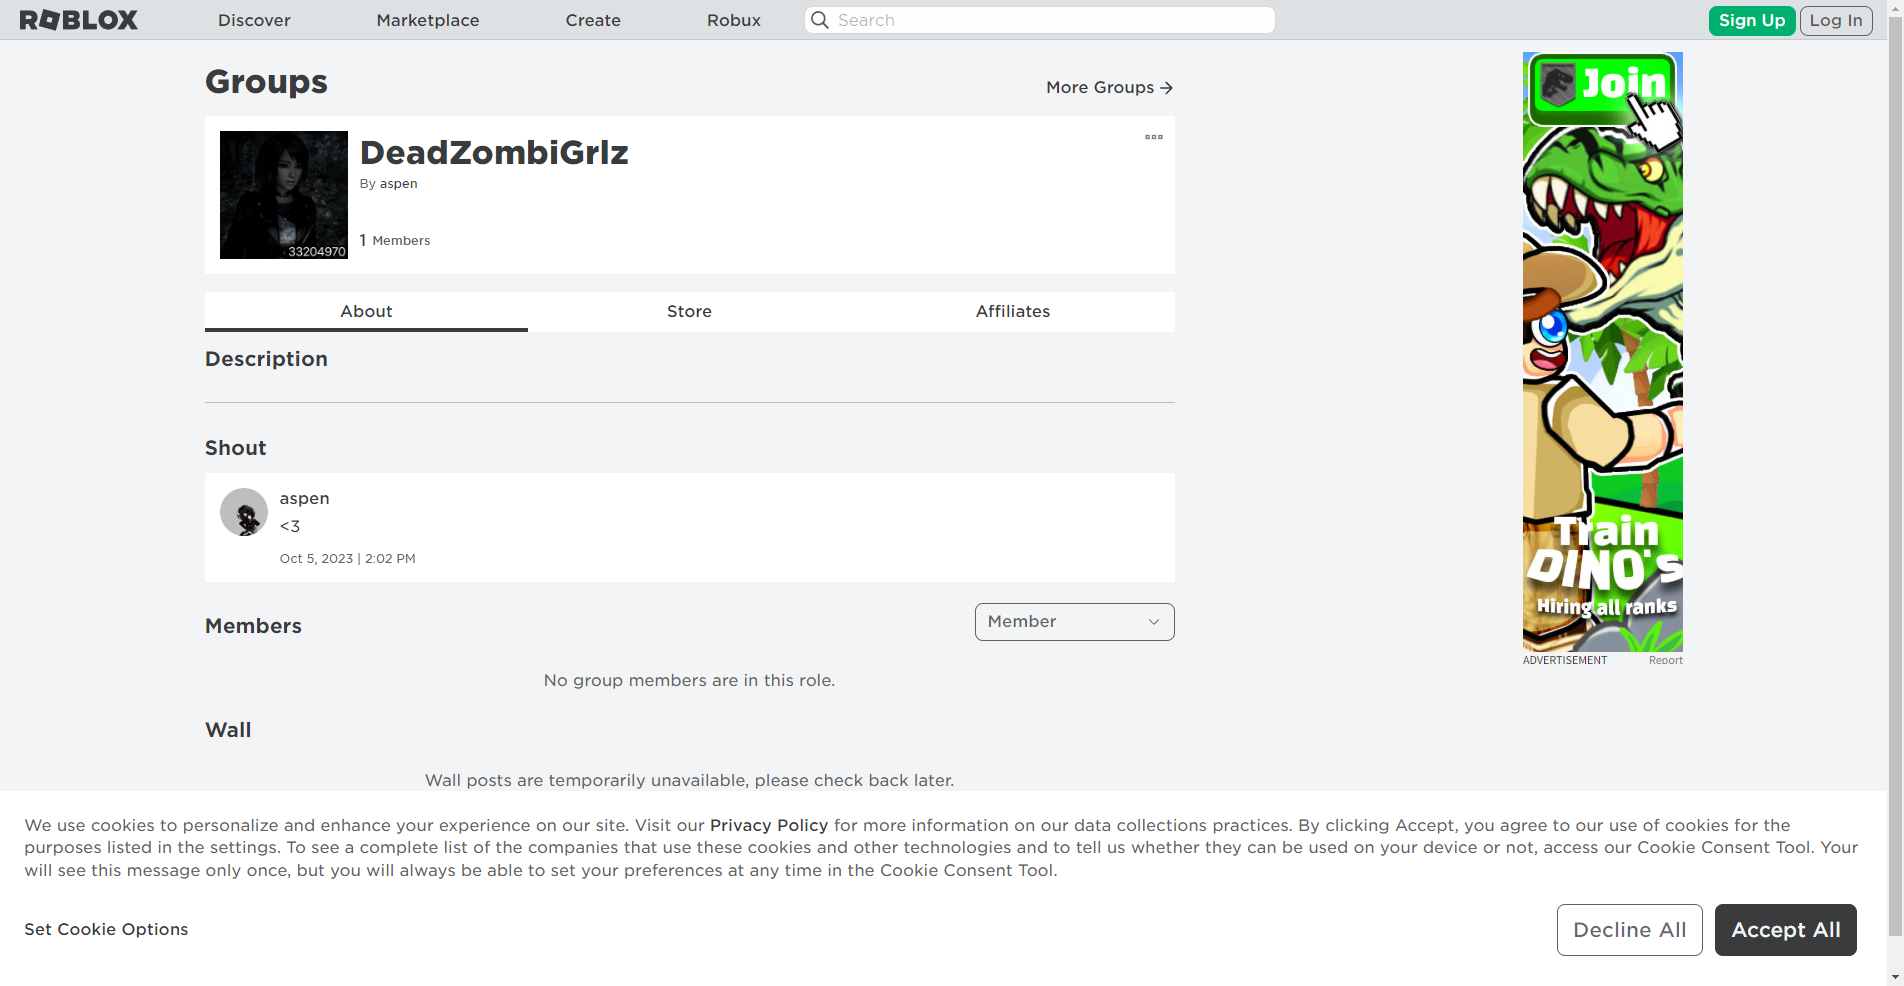 ROBLOX
Discover
Marketplace
Create
Robux
Search
Sign Up
Log In
Groups
More Groups
DeadZombiGrlz
By aspen
1 Members
33204970
About
Store
Affiliates
Description
Shout
aspen
<3
Oct 5, 2023 | 2:02 PM
Members
Member
No group members are in this role.
Wall
Wall posts are temporarily unavailable, please check back later.
Join
Train
DINO's
Hiring all ranks
ADVERTISEMENT
Report
We use cookies to personalize and enhance your experience on our site. Visit our Privacy Policy for more information on our data collections practices. By clicking Accept, you agree to our use of cookies for the
purposes listed in the settings. To see a complete list of the companies that use these cookies and other technologies and to tell us whether they can be used on your device or not, access our Cookie Consent Tool. Your
will see this message only once, but you will always be able to set your preferences at any time in the Cookie Consent Tool.
Set Cookie Options
Decline All
Accept All